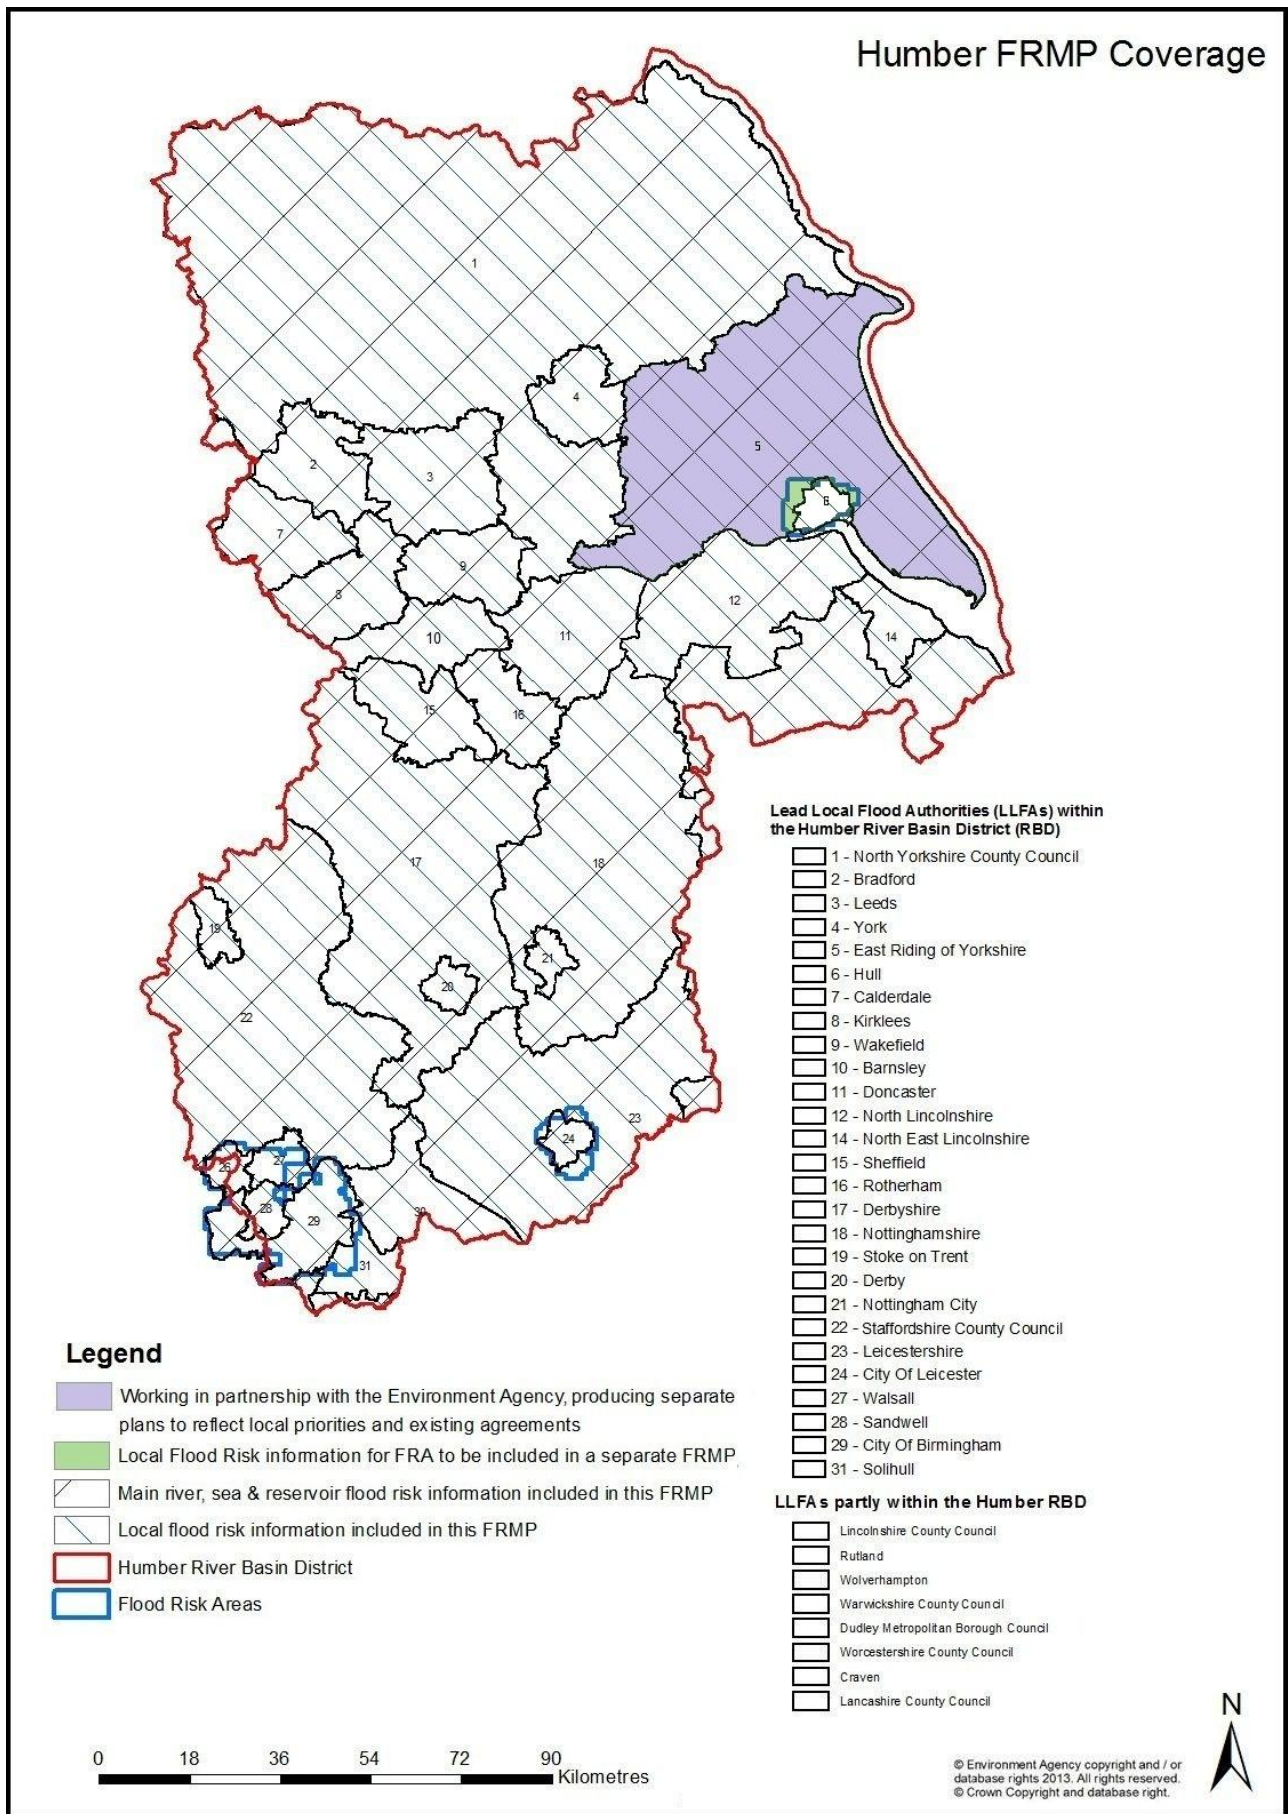 Humber FRMP Coverage
1
4
5
2
3
6
7
9
8
12
10
11
14
15
16
17
18
19
21
20
22
23
24
26
27
28
29
30
31
Lead Local Flood Authorities (LLFAs) within
the Humber River Basin District (RBD)
1 - North Yorkshire County Council
2 - Bradford
3 - Leeds
4 - York
5 - East Riding of Yorkshire
6 - Hull
7 - Calderdale
8 - Kirklees
9 - Wakefield
10 - Barnsley
11 - Doncaster
12 - North Lincolnshire
14 - North East Lincolnshire
15 - Sheffield
16 - Rotherham
17 - Derbyshire
18 - Nottinghamshire
19 - Stoke on Trent
20 - Derby
21 - Nottingham City
22 - Staffordshire County Council
23 - Leicestershire
24 - City Of Leicester
27 - Walsall
28 - Sandwell
29 - City Of Birmingham
31 - Solihull
LLFAs partly within the Humber RBD
Lincolnshire County Council
Rutland
Wolverhampton
Warwickshire County Council
Dudley Metropolitan Borough Council
Worcestershire County Council
Craven
Lancashire County Council
Legend
Working in partnership with the Environment Agency, producing separate
plans to reflect local priorities and existing agreements
Local Flood Risk information for FRA to be included in a separate FRMP
Main river, sea & reservoir flood risk information included in this FRMP
Local flood risk information included in this FRMP
Humber River Basin District
Flood Risk Areas
0 18 36 54 72 90
Kilometres
N
© Environment Agency copyright and / or
database rights 2013. All rights reserved.
© Crown Copyright and database right.